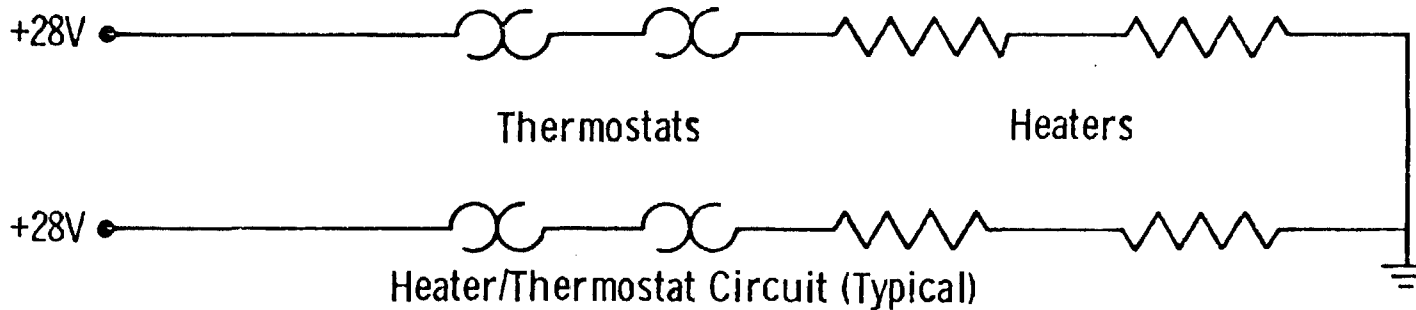 +28V
Thermostats Heaters
+28V
Heater/Thermostat Circuit (Typical)